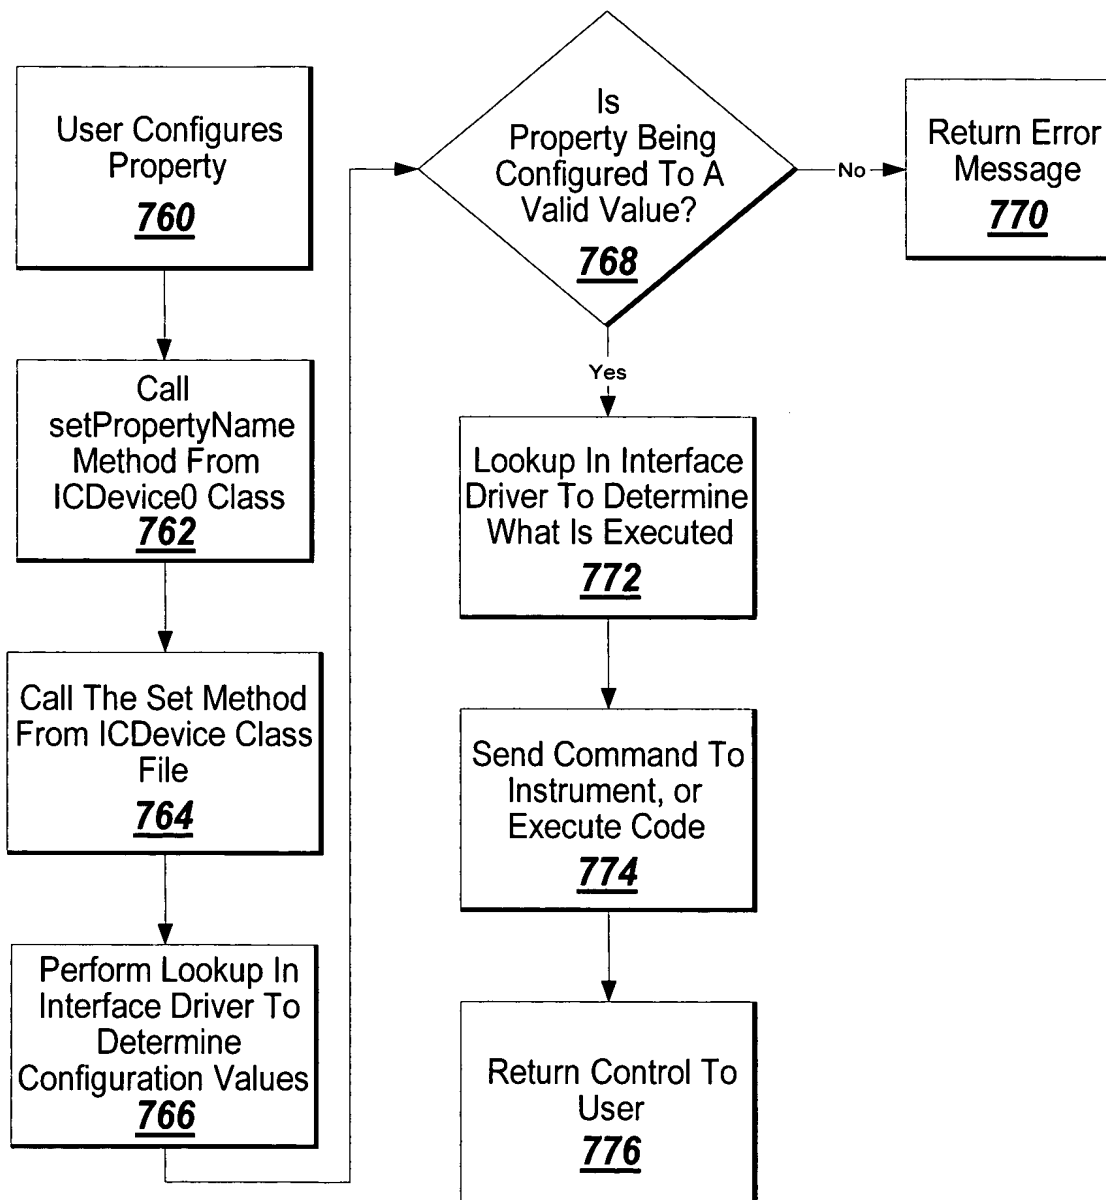 User Configures
Property
760
Call
setPropertyName
Method From
ICDevice0 Class
762
Call The Set Method
From ICDevice Class
File
764
Perform Lookup In
Interface Driver To
Determine
Configuration Values
766
Is
Property Being
Configured To A
Valid Value?
768
No
Return Error
Message
770
Yes
Lookup In Interface
Driver To Determine
What Is Executed
772
Send Command To
Instrument, or
Execute Code
774
Return Control To
User
776